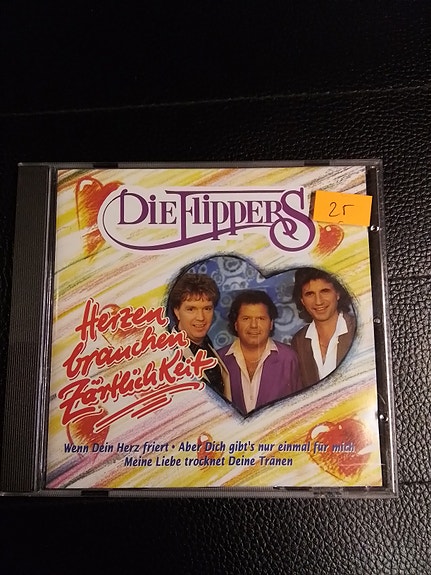 DIE FLIPPERS
2r
Herzen
brauchen
Zärtlichkeit
Wenn Dein Herz friert • Aber Dich gibt's nur einmal für mich
Meine Liebe trocknet Deine Tränen